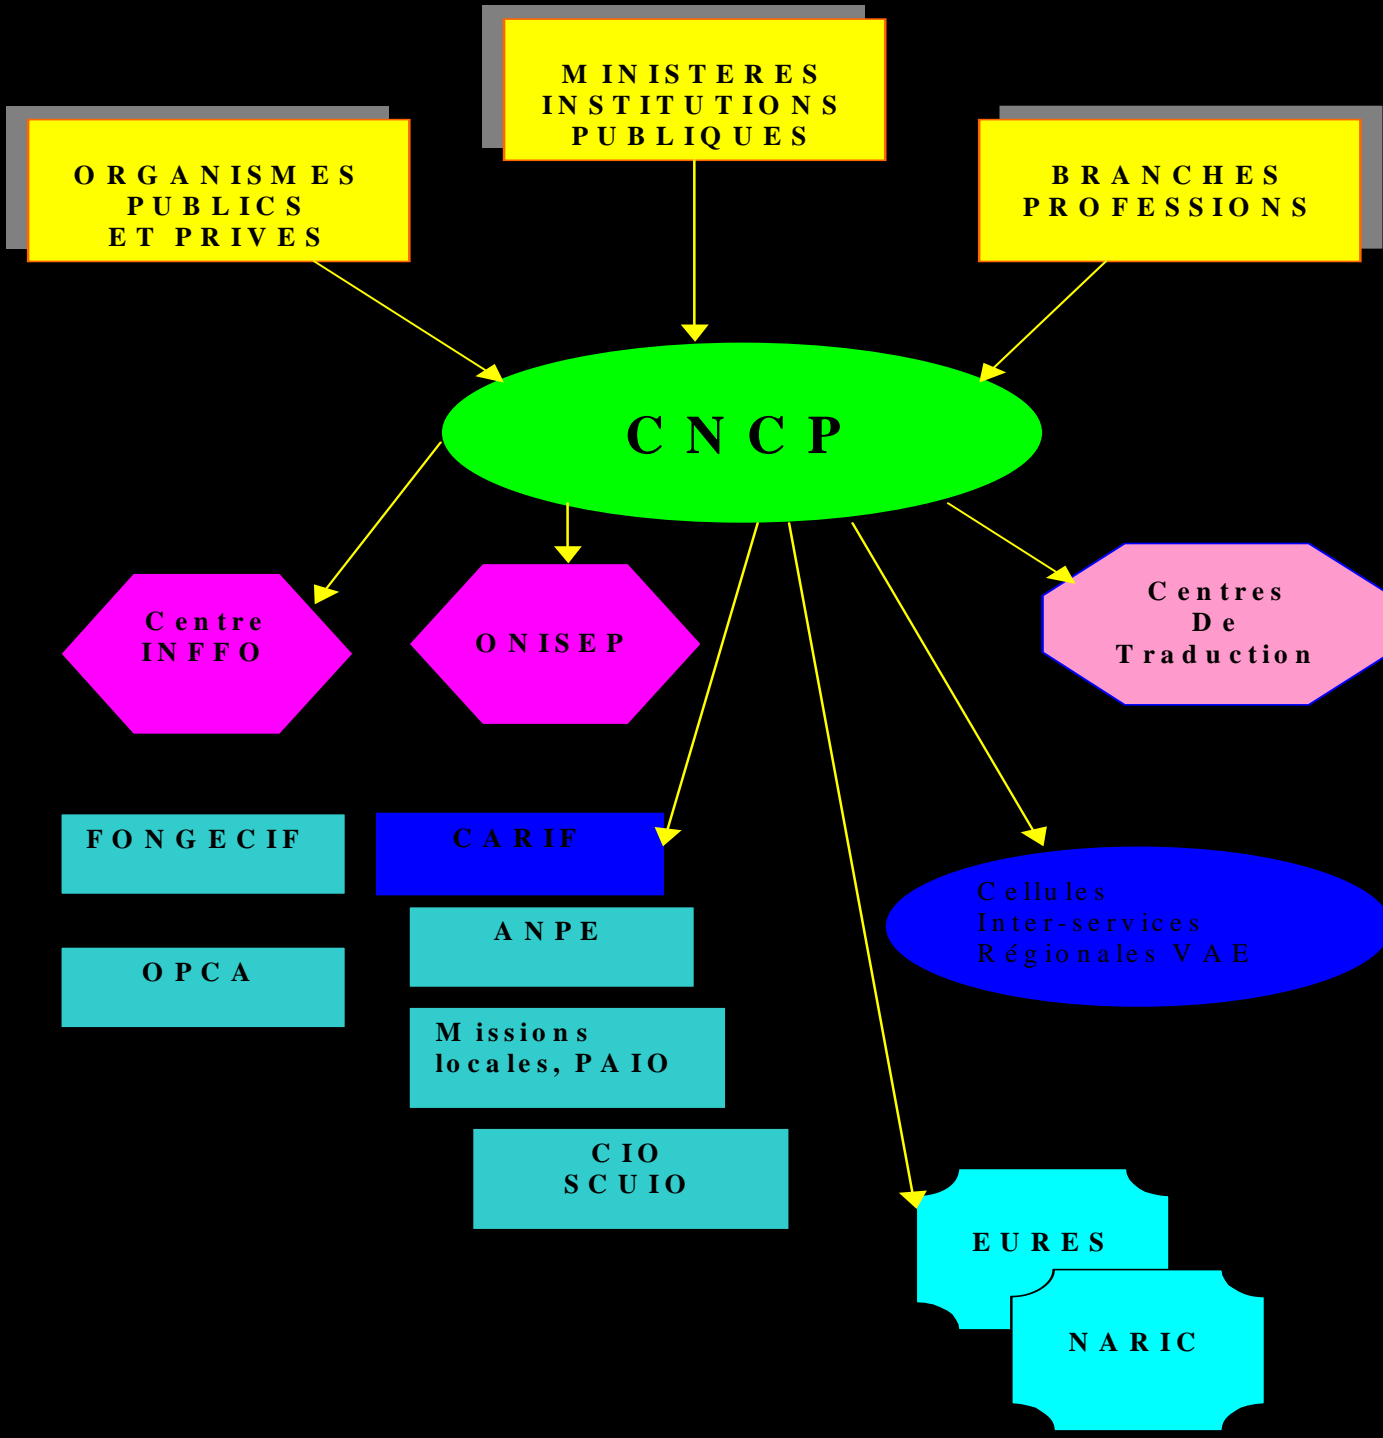 MINISTERES
INSTITUTIONS
PUBLIQUES
ORGANISMES
PUBLICS
ET PRIVES
BRANCHES
PROFESSIONS
CNCP
Centre
INFFO
ONISEP
Centres
De
Traduction
FONGECIF
CARIF
Cellules
Inter-services
Régionales VAE
ANPE
OPCA
Missions
locales, PAIO
CIO
SCUIO
EURES
NARIC